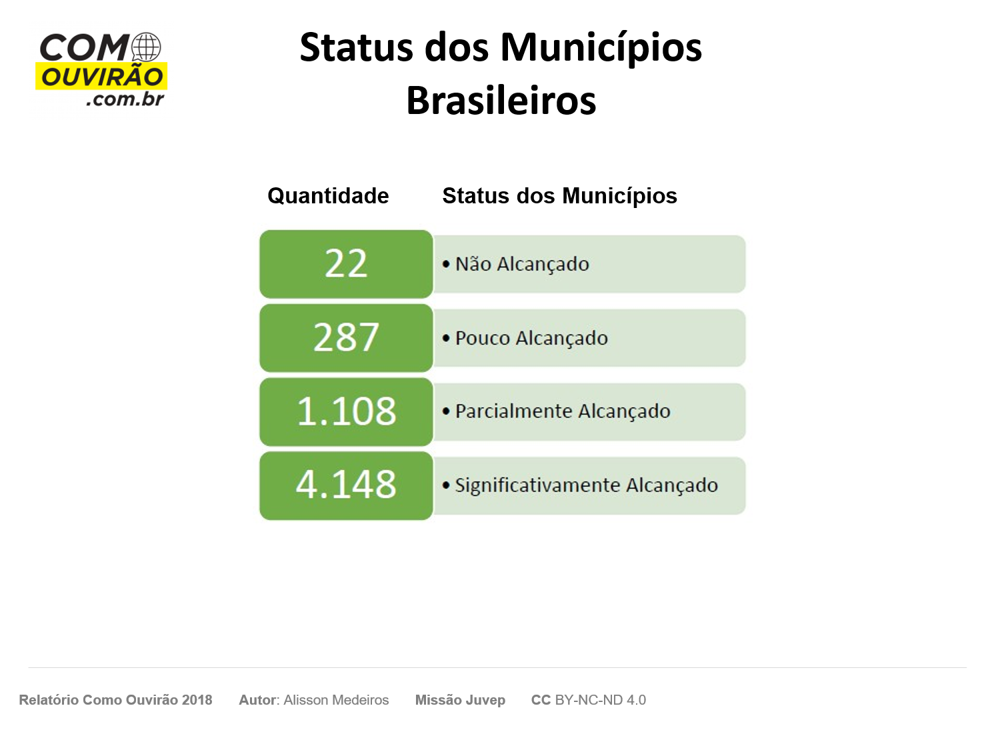 COM
OUVIRÃO
.com.br
Status dos Municípios
Brasileiros
Quantidade Status dos Municípios
22 • Não Alcançado
287 • Pouco Alcançado
1.108 • Parcialmente Alcançado
4.148 • Significativamente Alcançado
Relatório Como Ouvirão 2018 Autor: Alisson Medeiros Missão Juvep CC BY-NC-ND 4.0